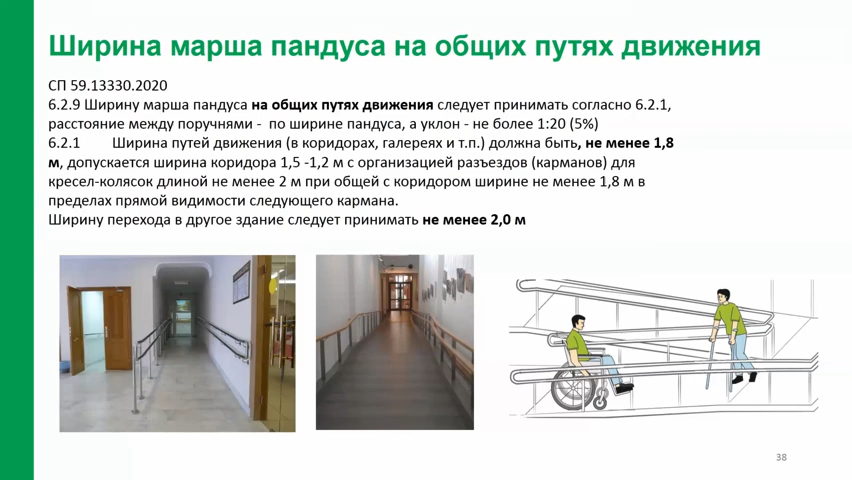 Ширина марша пандуса на общих путях движения
СП 59.13330.2020
6.2.9 Ширину марша пандуса на общих путях движения следует принимать согласно 6.2.1,
расстояние между поручнями - по ширине пандуса, а уклон - не более 1:20 (5%)
6.2.1 Ширина путей движения (в коридорах, галереях и т.п.) должна быть, не менее 1,8
м, допускается ширина коридора 1,5 -1,2 м с организацией разъездов (карманов) для
кресел-колясок длиной не менее 2 м при общей с коридором ширине не менее 1,8 м в
пределах прямой видимости следующего кармана.
Ширину перехода в другое здание следует принимать не менее 2,0 м
38